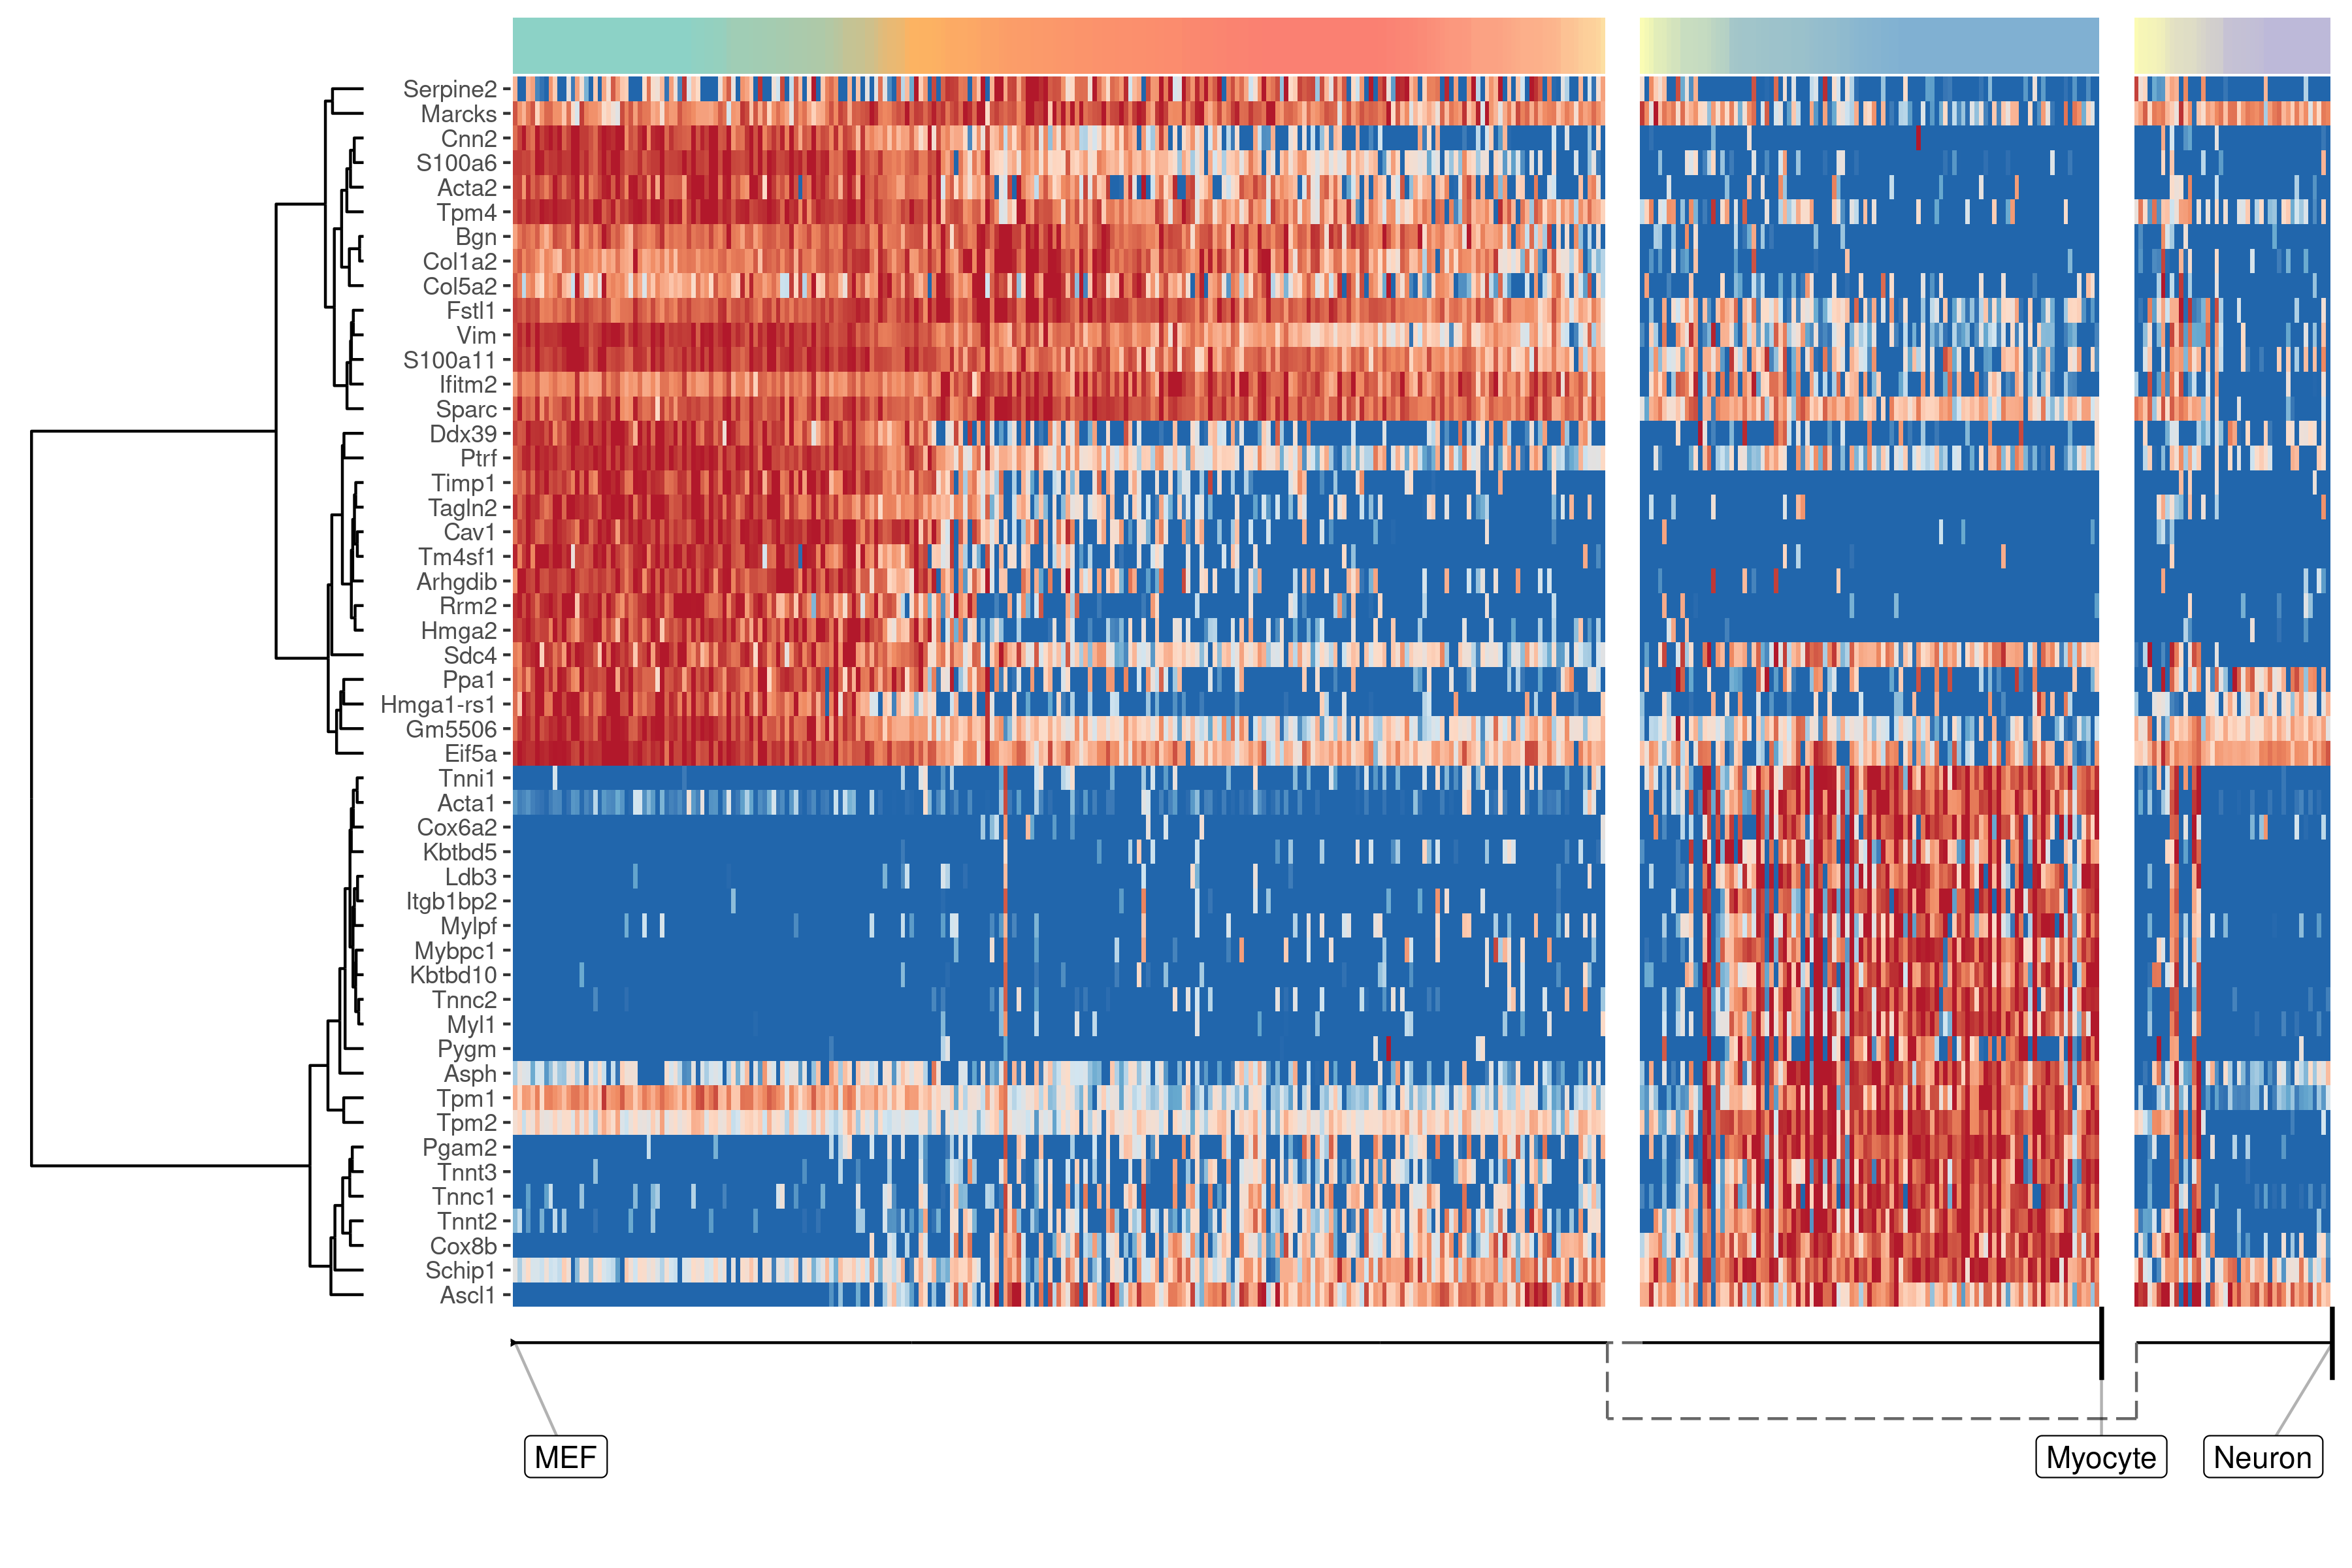 Serpine2
Marcks
Cnn2
S100a6
Acta2
Tpm4
Bgn
Col1a2
Col5a2
Fstl1
Vim
S100a11
Ifitm2
Sparc
Ddx39
Ptrf
Timp1
Tagln2
Cav1
Tm4sf1
Arhgdib
Rrm2
Hmga2
Sdc4
Ppa1
Hmga1-rs1
Gm5506
Eif5a
Tnni1
Acta1
Cox6a2
Kbtbd5
Ldb3
Itgb1bp2
Mylpf
Mybpc1
Kbtbd10
Tnnc2
Myl1
Pygm
Asph
Tpm1
Tpm2
Pgam2
Tnnt3
Tnnc1
Tnnt2
Cox8b
Schip1
Ascl1
MEF Myocyte Neuron